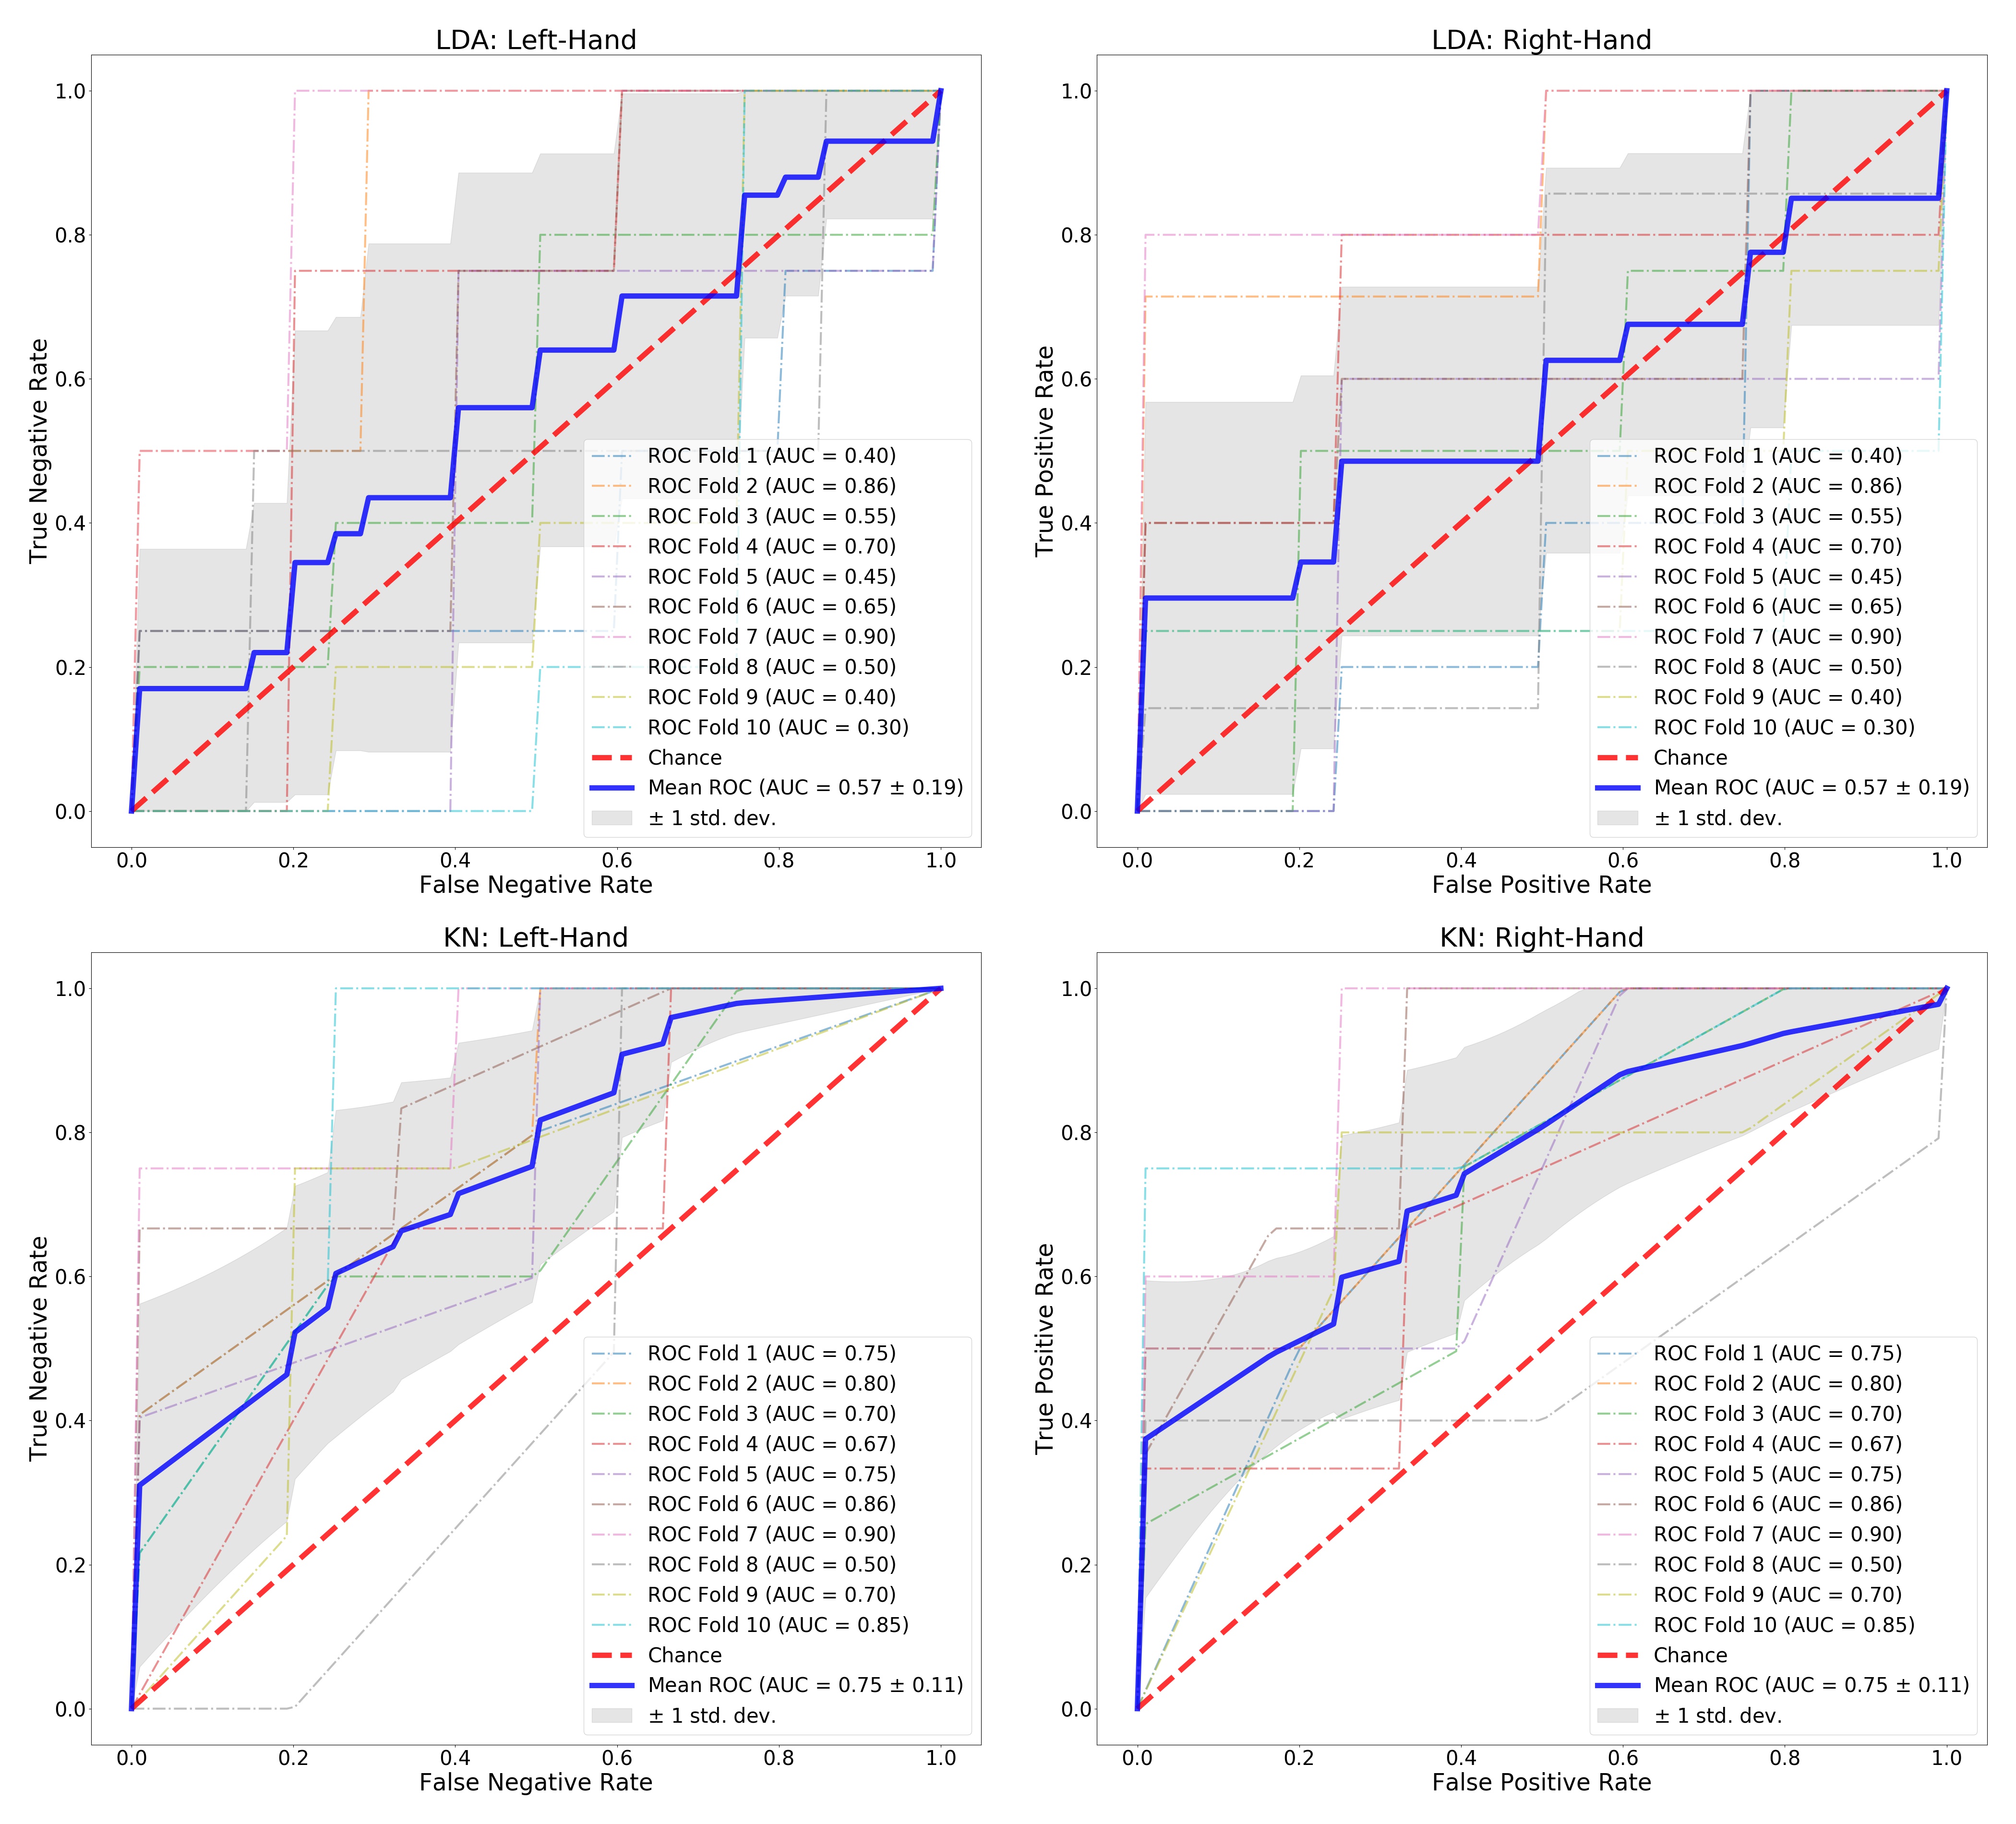 LDA: Left-Hand
True Negative Rate
1.0
0.8
0.6
0.4
0.2
0.0
ROC Fold 1 (AUC = 0.40)
ROC Fold 2 (AUC = 0.86)
ROC Fold 3 (AUC = 0.55)
ROC Fold 4 (AUC = 0.70)
ROC Fold 5 (AUC = 0.45)
ROC Fold 6 (AUC = 0.65)
ROC Fold 7 (AUC = 0.90)
ROC Fold 8 (AUC = 0.50)
ROC Fold 9 (AUC = 0.40)
ROC Fold 10 (AUC = 0.30)
Chance
Mean ROC (AUC = 0.57 ± 0.19)
± 1 std. dev.
0.0 0.2 0.4 0.6 0.8 1.0
False Negative Rate
LDA: Right-Hand
True Positive Rate
1.0
0.8
0.6
0.4
0.2
0.0
ROC Fold 1 (AUC = 0.40)
ROC Fold 2 (AUC = 0.86)
ROC Fold 3 (AUC = 0.55)
ROC Fold 4 (AUC = 0.70)
ROC Fold 5 (AUC = 0.45)
ROC Fold 6 (AUC = 0.65)
ROC Fold 7 (AUC = 0.90)
ROC Fold 8 (AUC = 0.50)
ROC Fold 9 (AUC = 0.40)
ROC Fold 10 (AUC = 0.30)
Chance
Mean ROC (AUC = 0.57 ± 0.19)
± 1 std. dev.
0.0 0.2 0.4 0.6 0.8 1.0
False Positive Rate
KN: Left-Hand
True Negative Rate
1.0
0.8
0.6
0.4
0.2
0.0
ROC Fold 1 (AUC = 0.75)
ROC Fold 2 (AUC = 0.80)
ROC Fold 3 (AUC = 0.70)
ROC Fold 4 (AUC = 0.67)
ROC Fold 5 (AUC = 0.75)
ROC Fold 6 (AUC = 0.86)
ROC Fold 7 (AUC = 0.90)
ROC Fold 8 (AUC = 0.50)
ROC Fold 9 (AUC = 0.70)
ROC Fold 10 (AUC = 0.85)
Chance
Mean ROC (AUC = 0.75 ± 0.11)
± 1 std. dev.
0.0 0.2 0.4 0.6 0.8 1.0
False Negative Rate
KN: Right-Hand
True Positive Rate
1.0
0.8
0.6
0.4
0.2
0.0
ROC Fold 1 (AUC = 0.75)
ROC Fold 2 (AUC = 0.80)
ROC Fold 3 (AUC = 0.70)
ROC Fold 4 (AUC = 0.67)
ROC Fold 5 (AUC = 0.75)
ROC Fold 6 (AUC = 0.86)
ROC Fold 7 (AUC = 0.90)
ROC Fold 8 (AUC = 0.50)
ROC Fold 9 (AUC = 0.70)
ROC Fold 10 (AUC = 0.85)
Chance
Mean ROC (AUC = 0.75 ± 0.11)
± 1 std. dev.
0.0 0.2 0.4 0.6 0.8 1.0
False Positive Rate